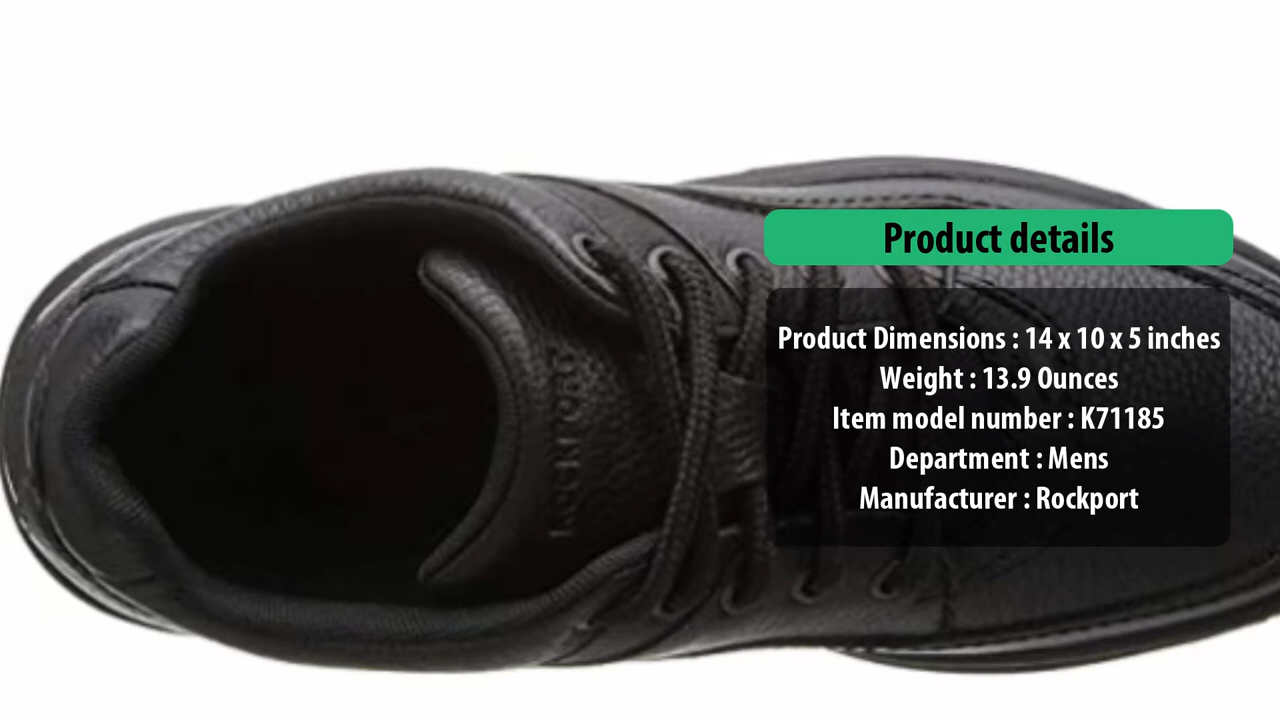 Product details
Product Dimensions : 14 x 10 x 5 inches
Weight : 13.9 Ounces
Item model number : K71185
Department : Mens
Manufacturer : Rockport
ROCKPORT